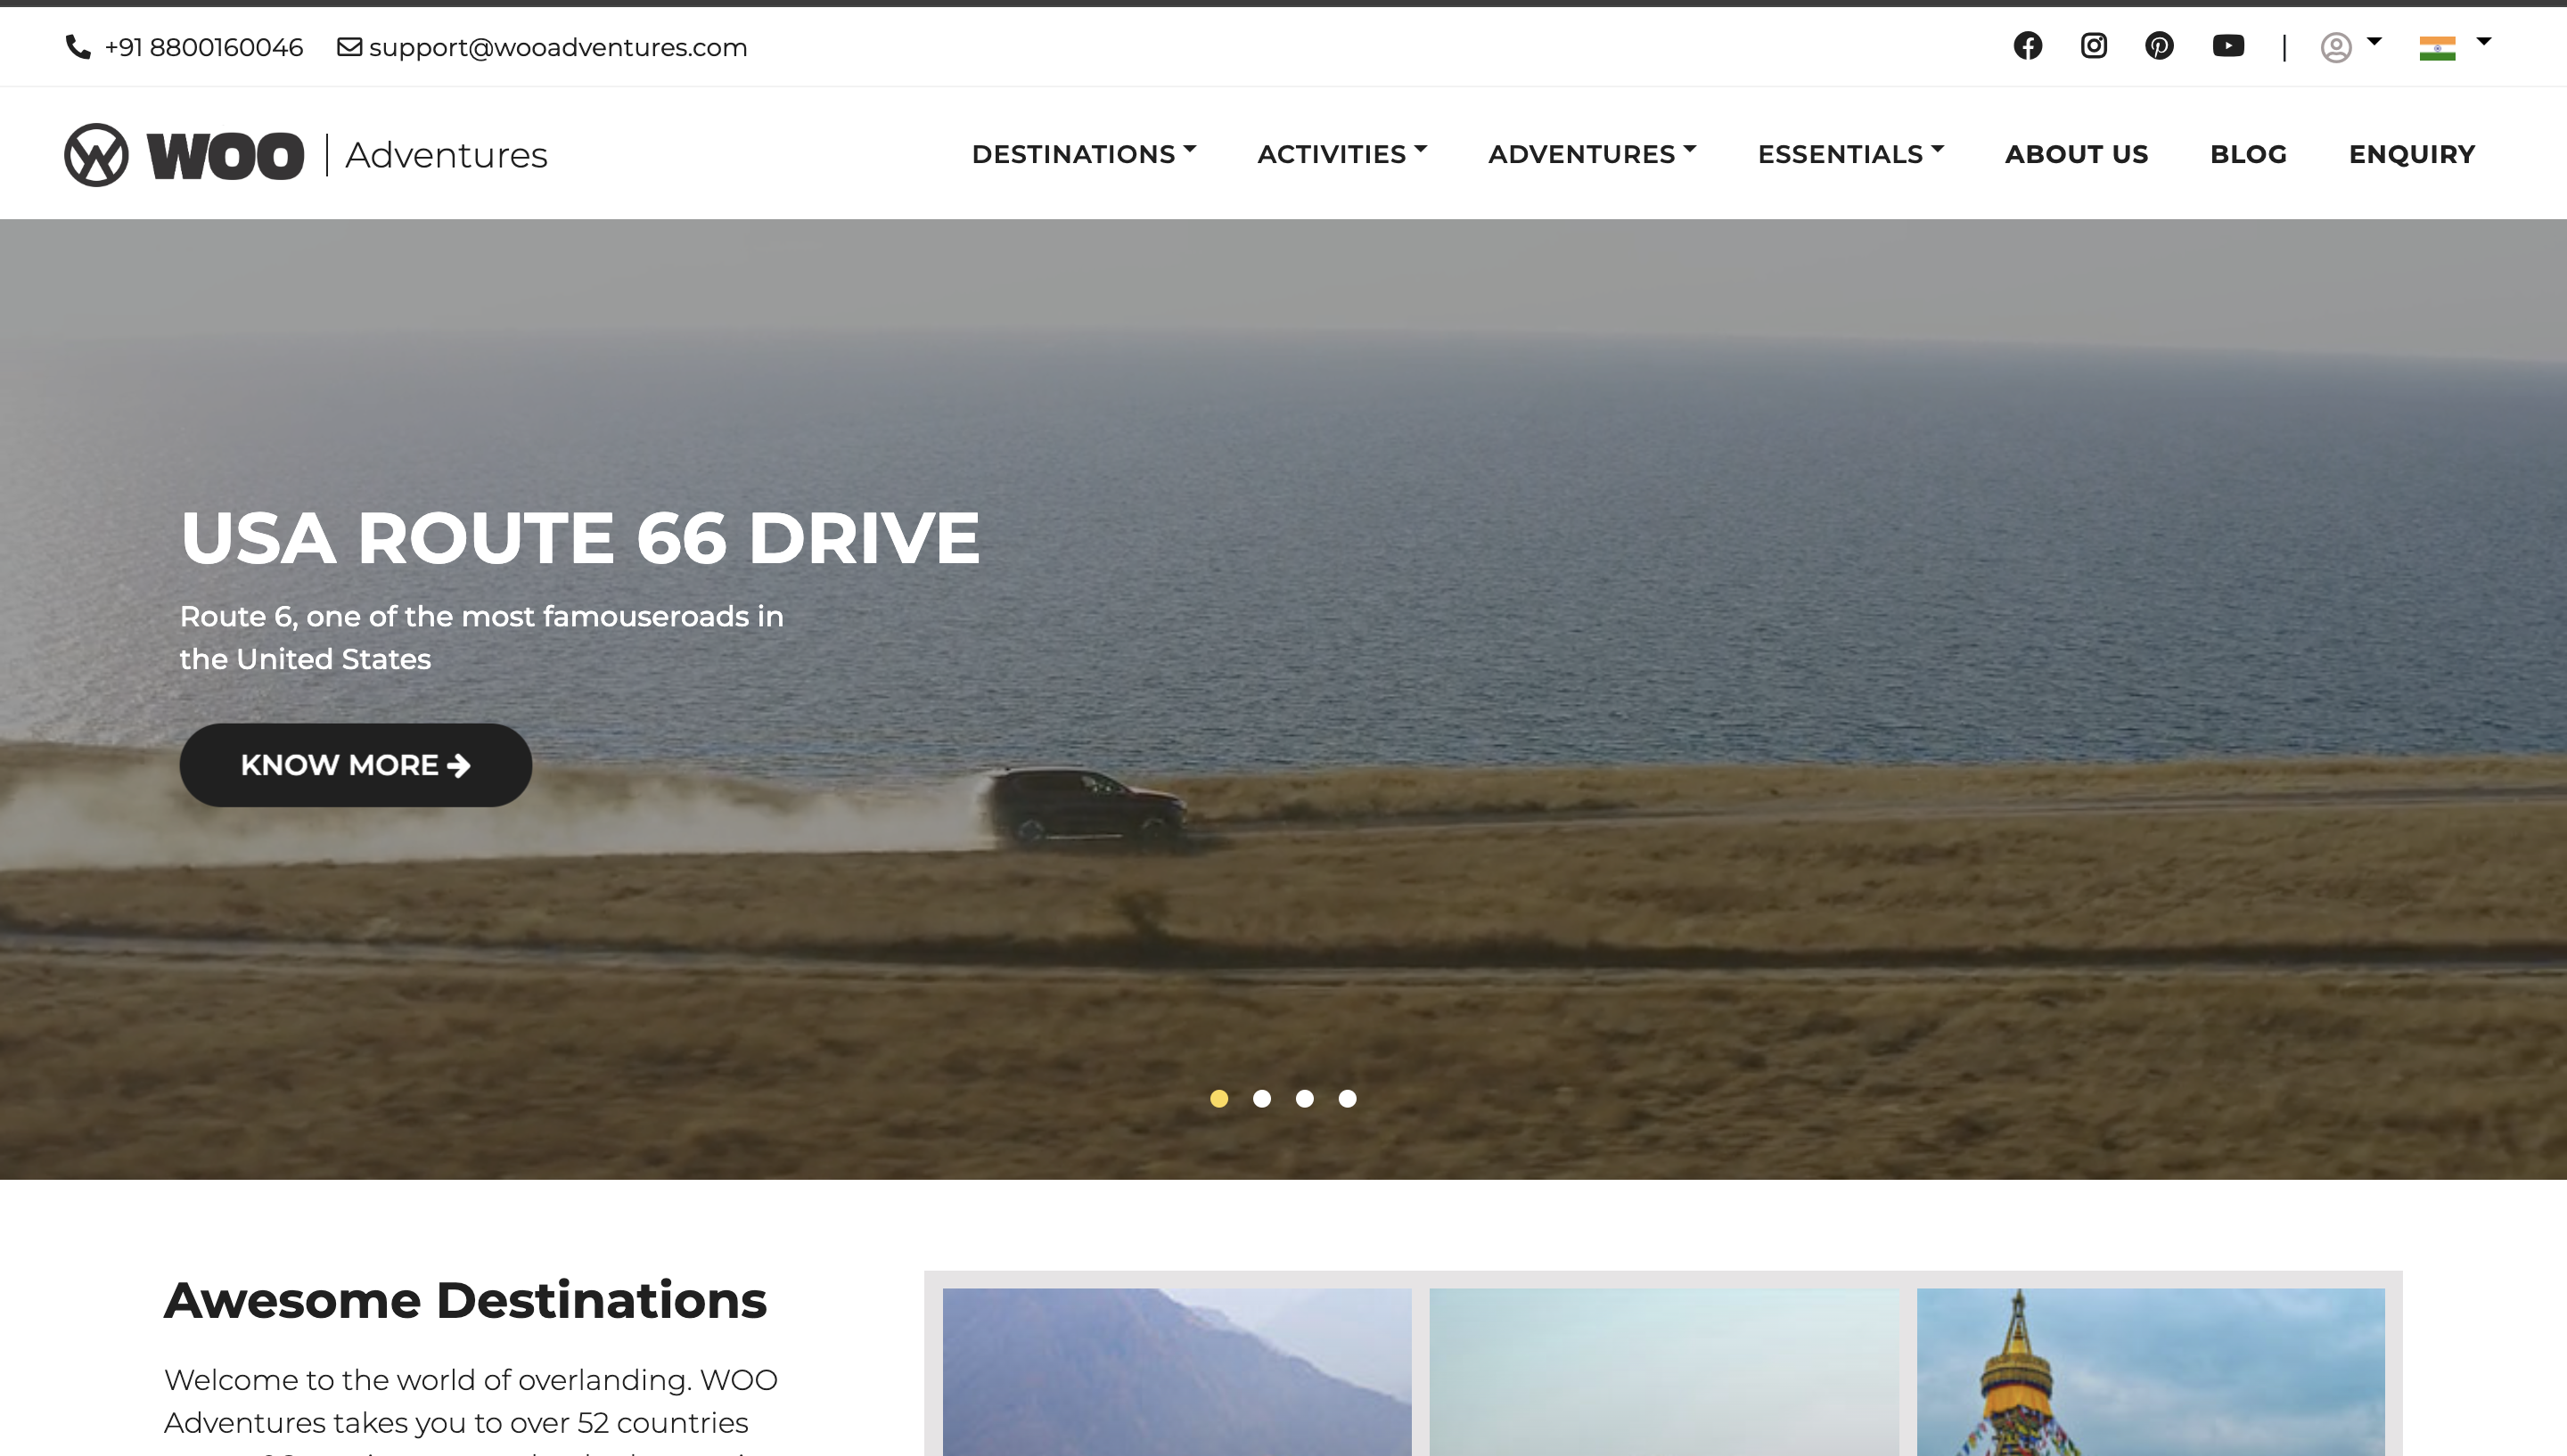 +91 8800160046 support@wooadventures.com
WOO Adventures
DESTINATIONS ACTIVITIES ADVENTURES ESSENTIALS ABOUT US BLOG ENQUIRY
USA ROUTE 66 DRIVE
Route 6, one of the most famouseroads in
the United States
KNOW MORE
Awesome Destinations
Welcome to the world of overlanding. WOO
Adventures takes you to over 52 countries